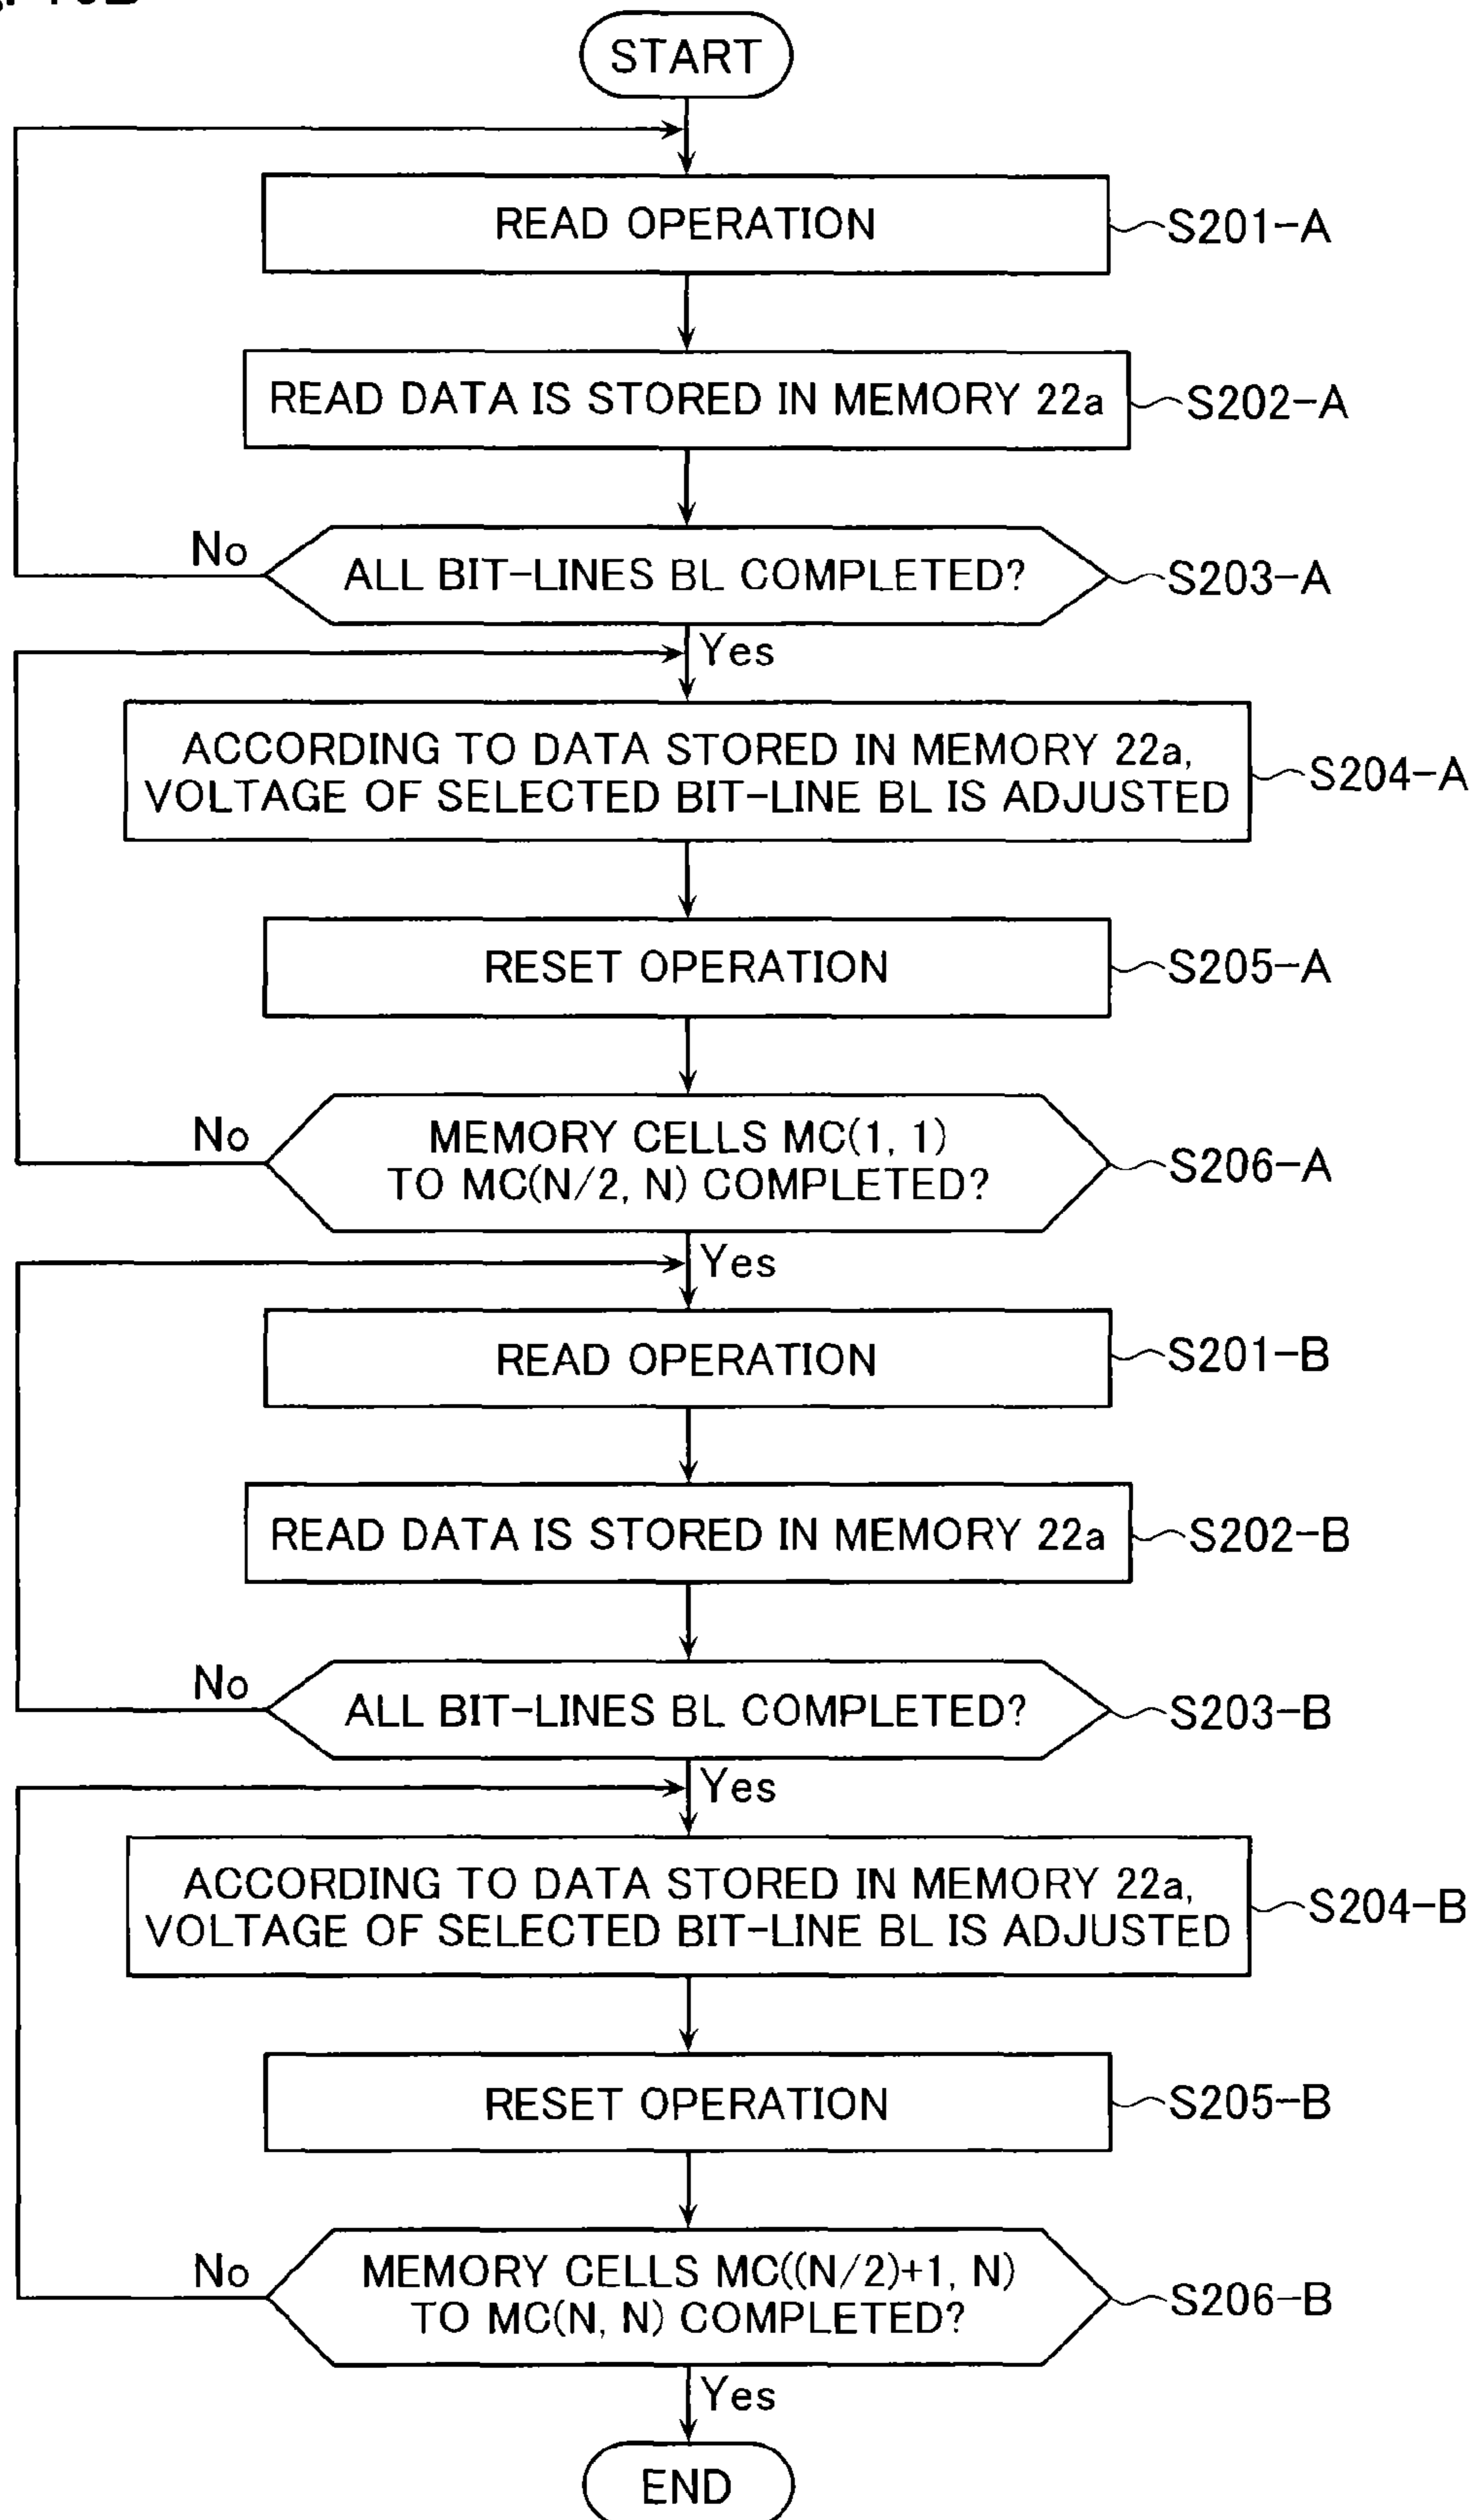 START
READ OPERATION
S201-A
READ DATA IS STORED IN MEMORY 22a
S202-A
No
ALL BIT-LINES BL COMPLETED?
S203-A
Yes
ACCORDING TO DATA STORED IN MEMORY 22a,
VOLTAGE OF SELECTED BIT-LINE BL IS ADJUSTED
S204-A
RESET OPERATION
S205-A
No
MEMORY CELLS MC(1, 1)
TO MC(N/2, N) COMPLETED?
S206-A
Yes
READ OPERATION
S201-B
READ DATA IS STORED IN MEMORY 22a
S202-B
No
ALL BIT-LINES BL COMPLETED?
S203-B
Yes
ACCORDING TO DATA STORED IN MEMORY 22a,
VOLTAGE OF SELECTED BIT-LINE BL IS ADJUSTED
S204-B
RESET OPERATION
S205-B
No
MEMORY CELLS MC((N/2)+1, N)
TO MC(N, N) COMPLETED?
S206-B
Yes
END